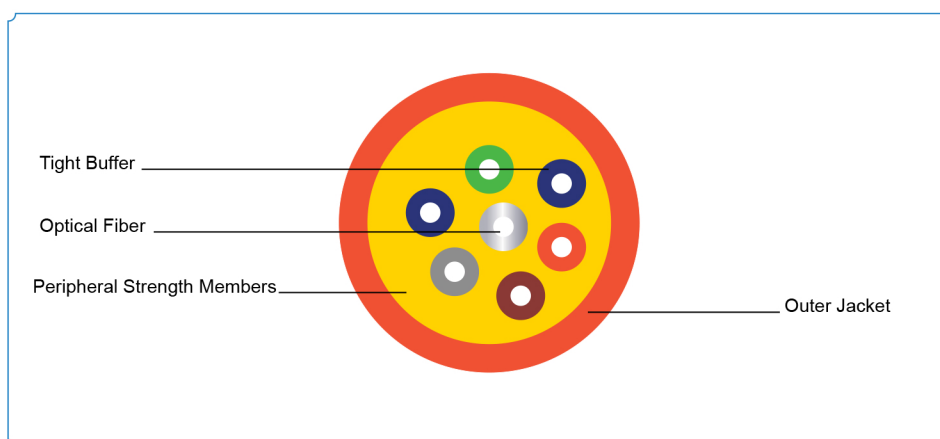 Tight Buffer
Optical Fiber
Peripheral Strength Members
Outer Jacket